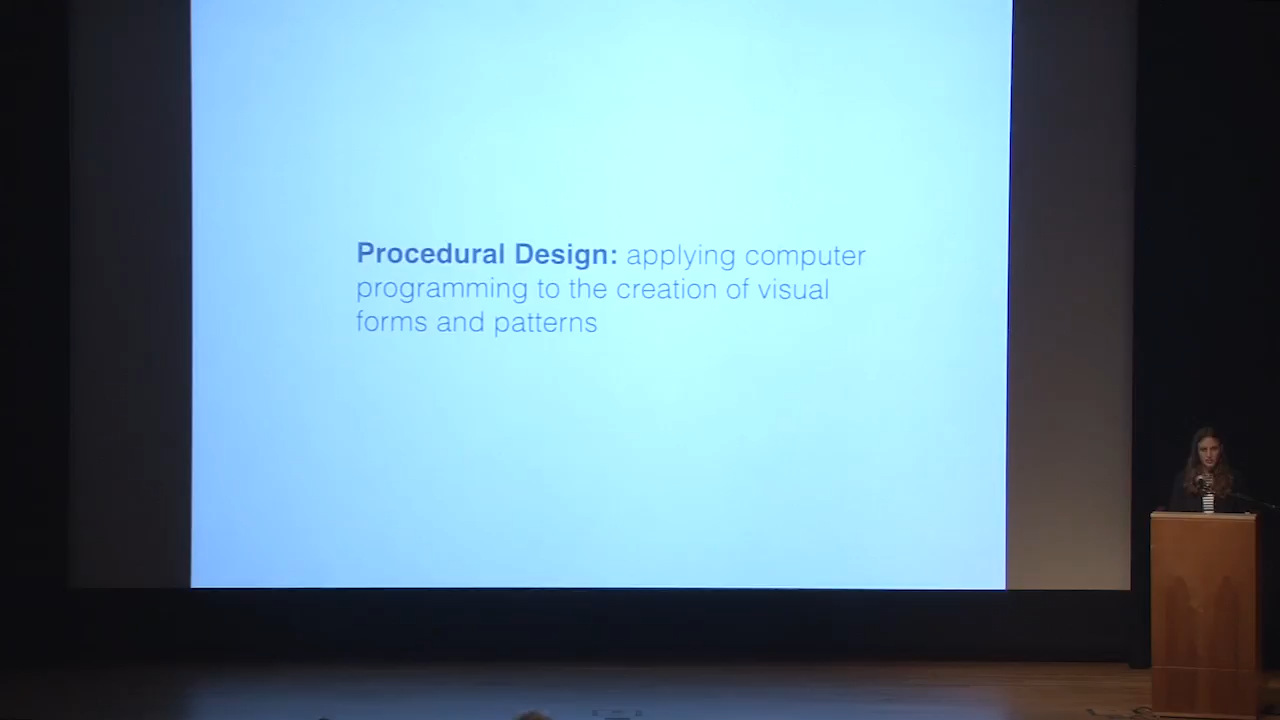 Procedural Design: applying computer
programming to the creation of visual
forms and patterns